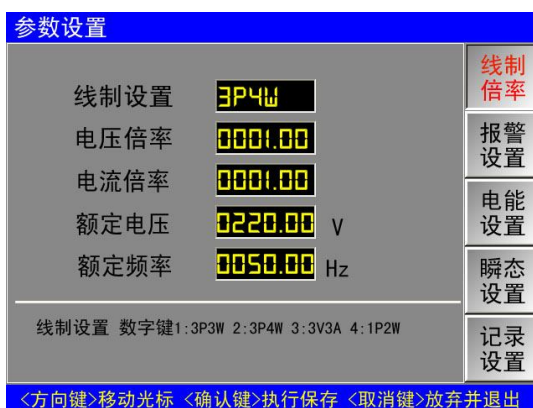 参数设置
线制设置 3P4W
电压倍率 0001.00
电流倍率 0001.00
额定电压 0220.00 V
额定频率 0050.00 Hz
线制设置 数字键1:3P3W 2:3P4W 3:3V3A 4:1P2W
线制
倍率
报警
设置
电能
设置
瞬态
设置
记录
设置
<方向键>移动光标 <确认键>执行保存 <取消键>放弃并退出